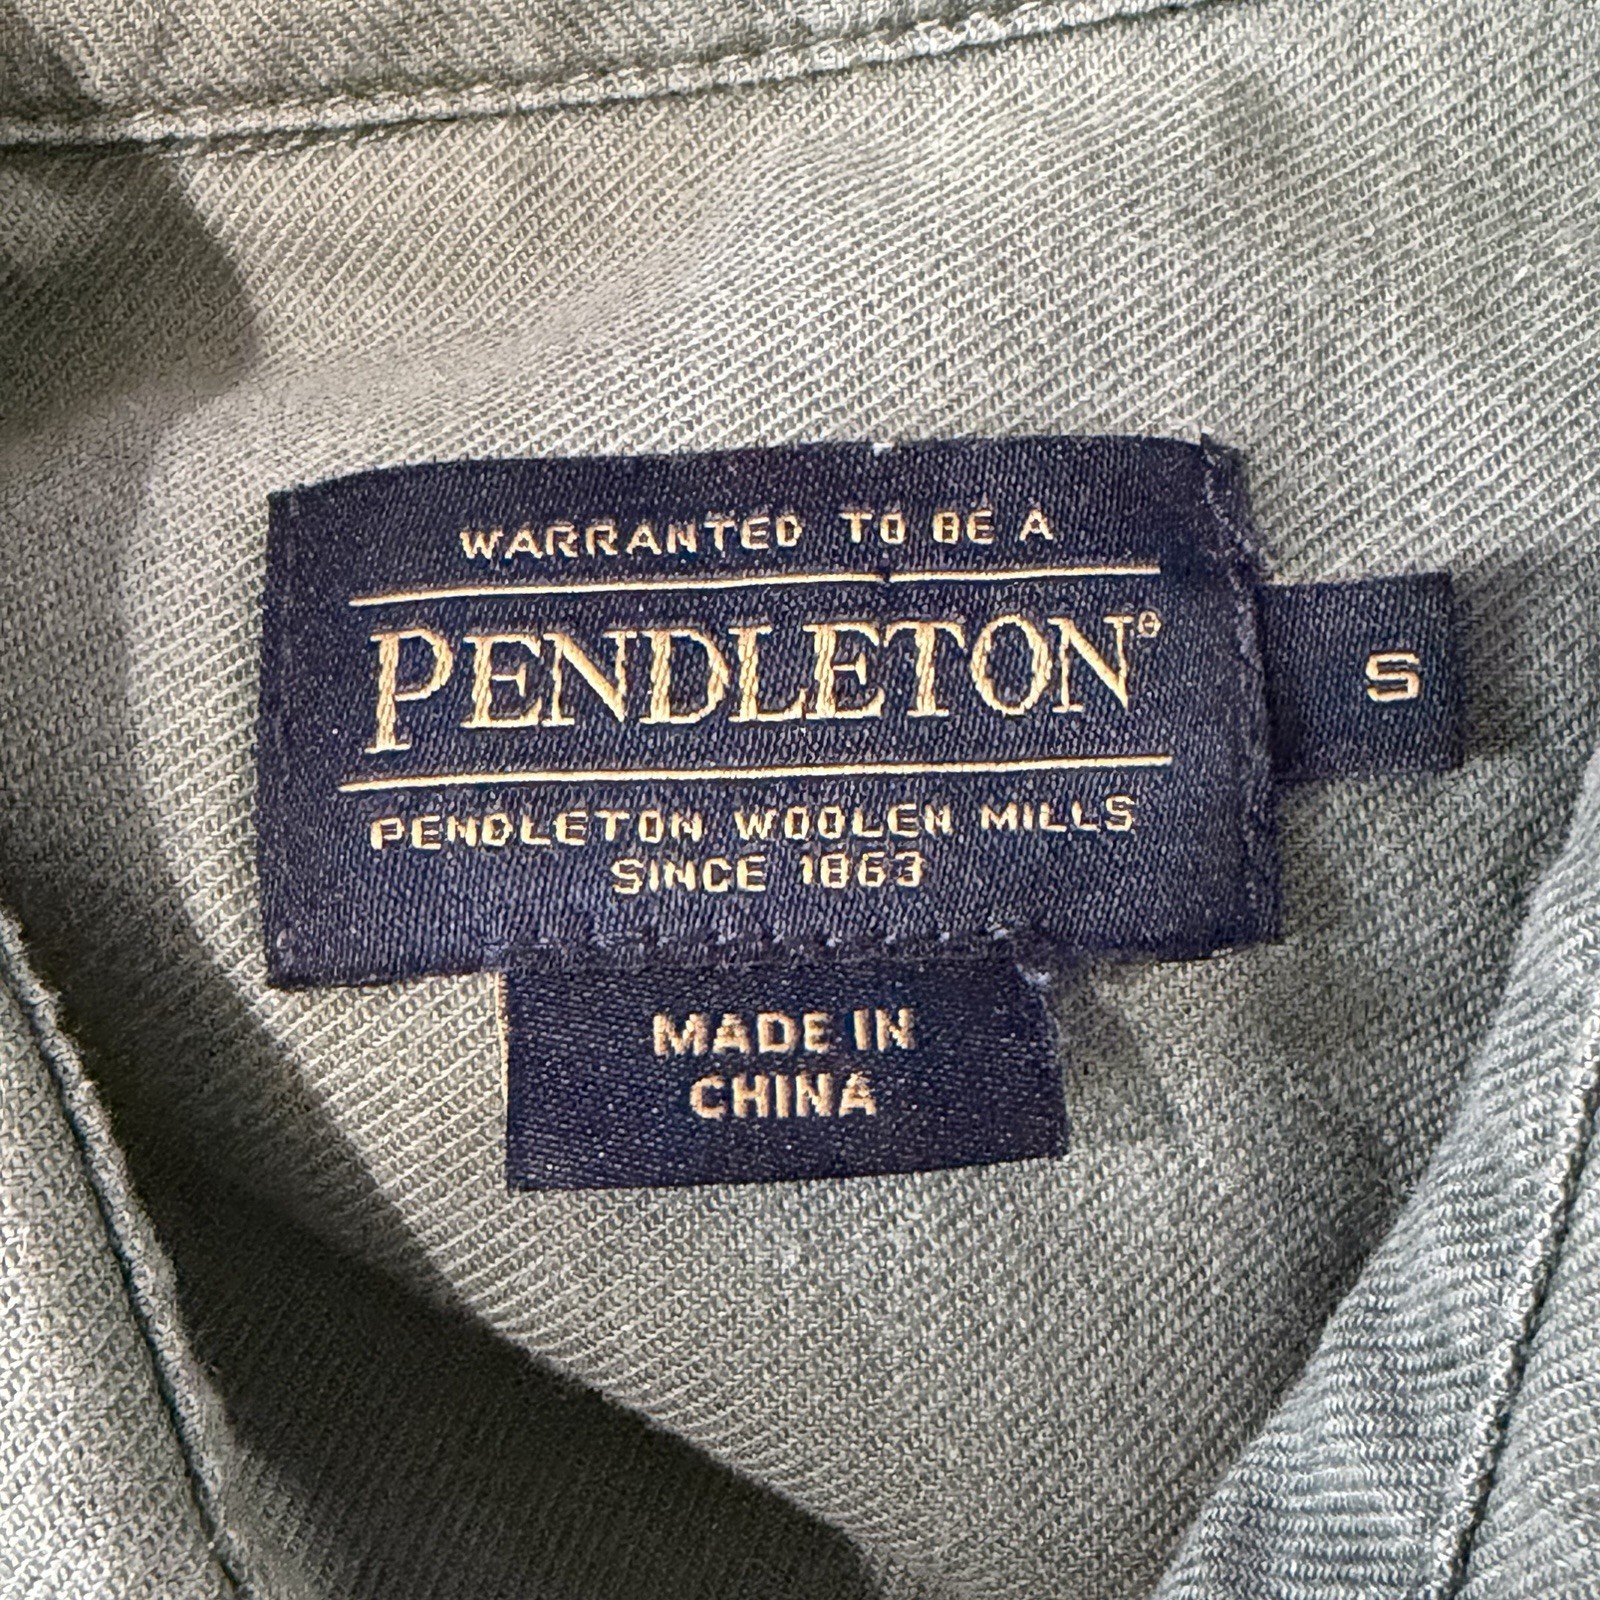 WARRANTED TO BE A
PENDLETON®
S
PENDLETON WOOLEN MILLS
SINCE 1863
MADE IN
CHINA